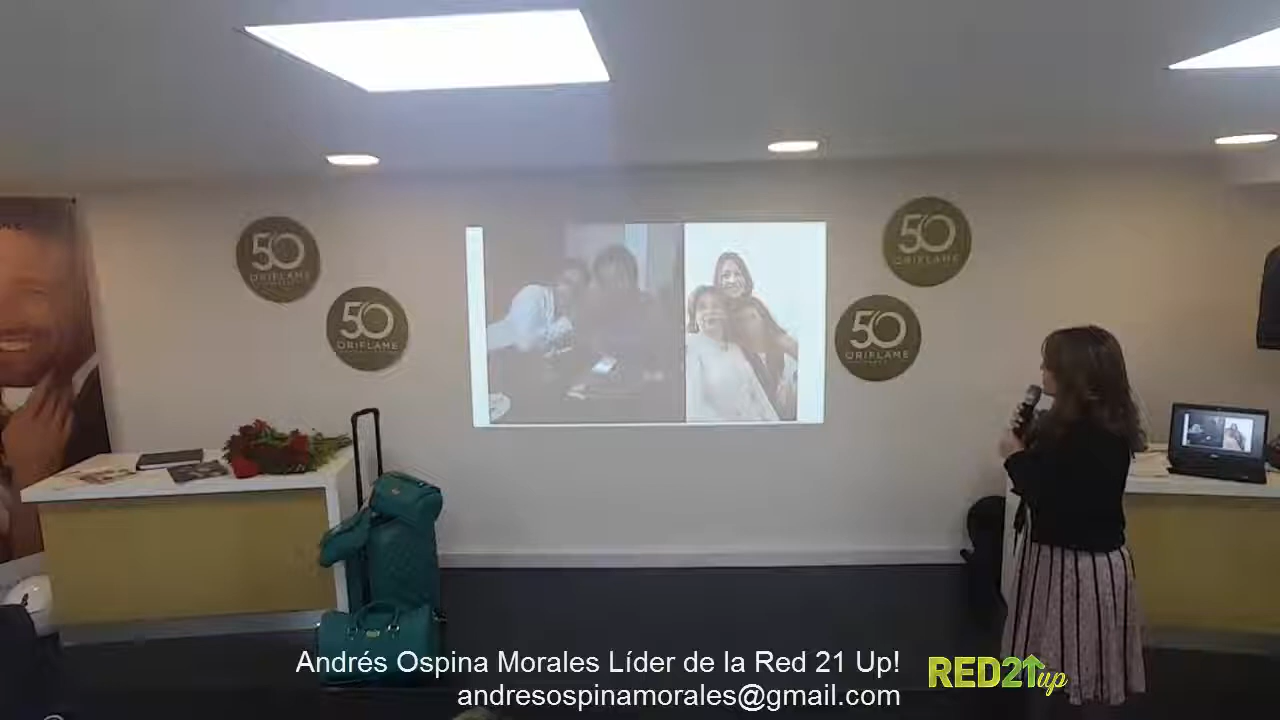 50
ORIFLAME
50
ORIFLAME
50
ORIFLAME
50
ORIFLAME
Andrés Ospina Morales Líder de la Red 21 Up!
andresospinamorales@gmail.com
RED21up